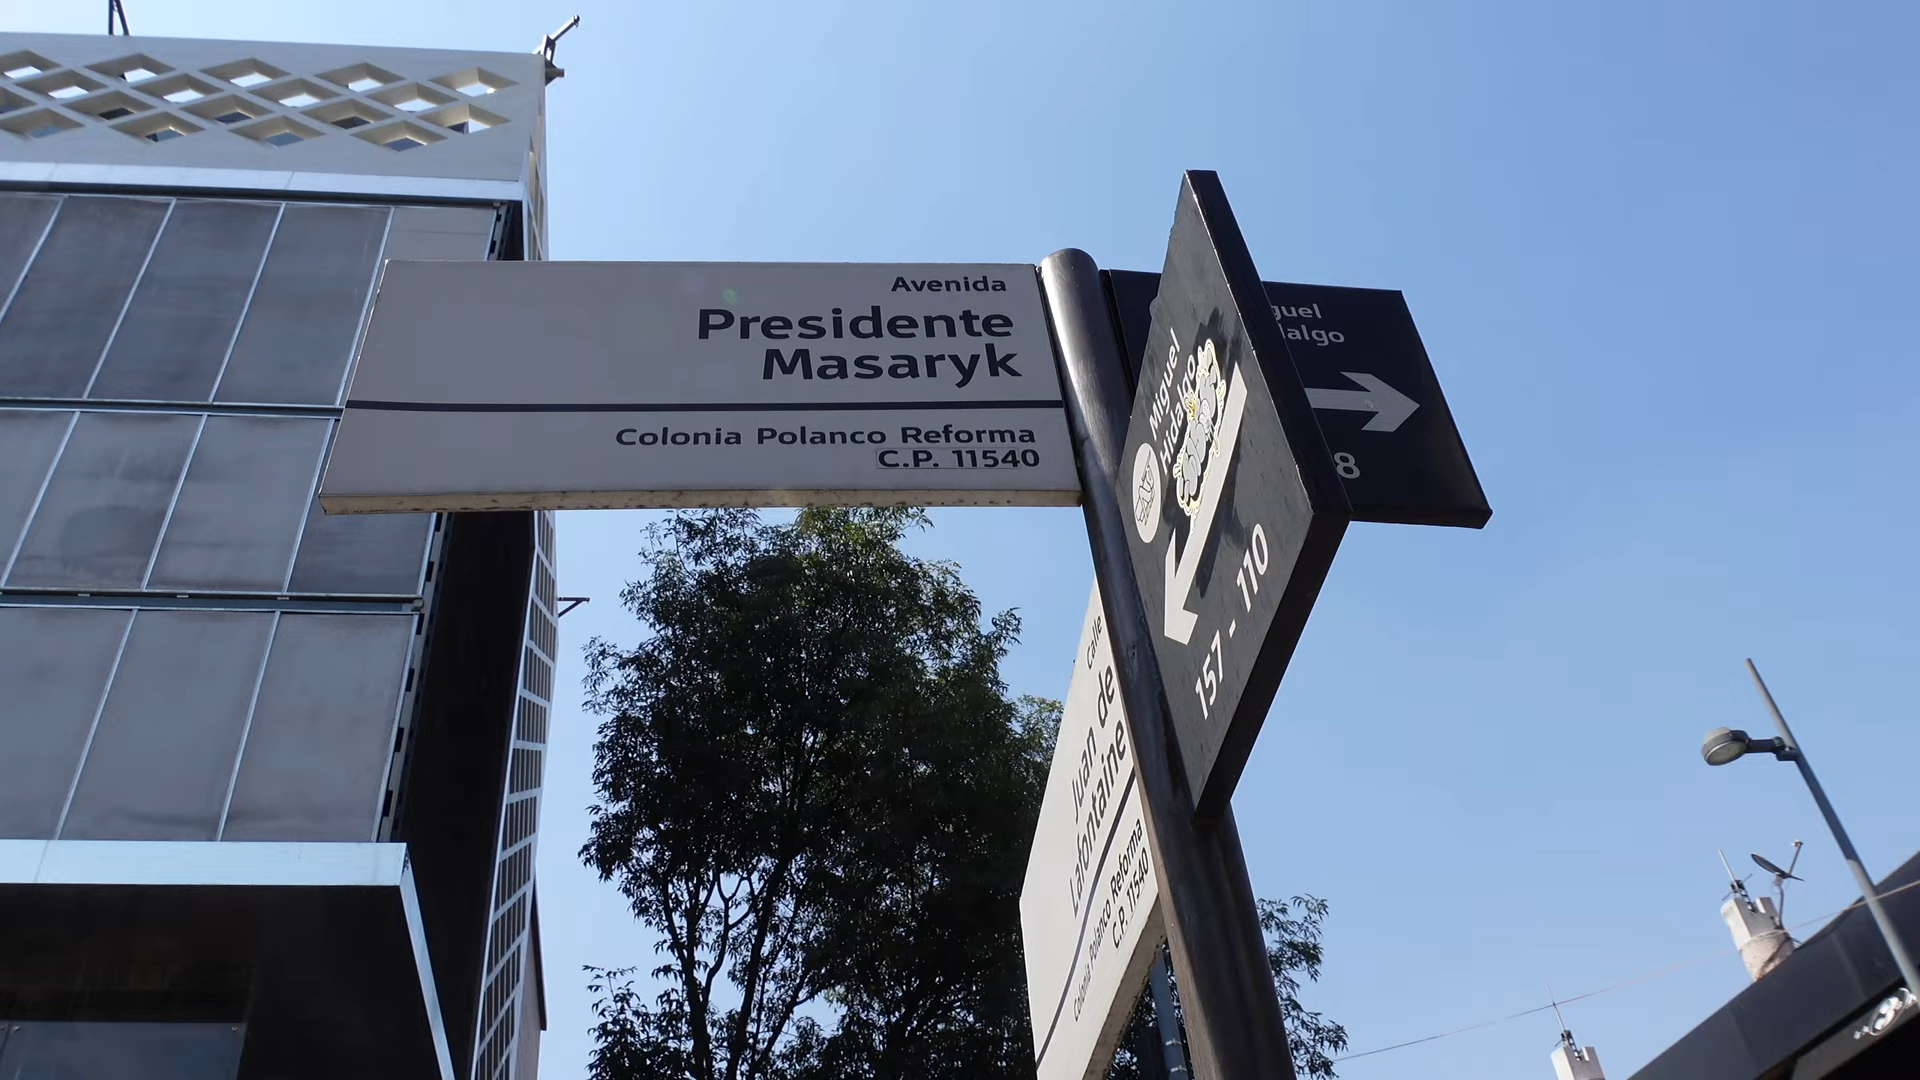 Avenida
Presidente
Masaryk
Colonia Polanco Reforma
C.P. 11540
Miguel
Hidalgo
157 - 110
8
Calle
Juan de
Lafontaine
Colonia Polanco Reforma
C.P. 11540